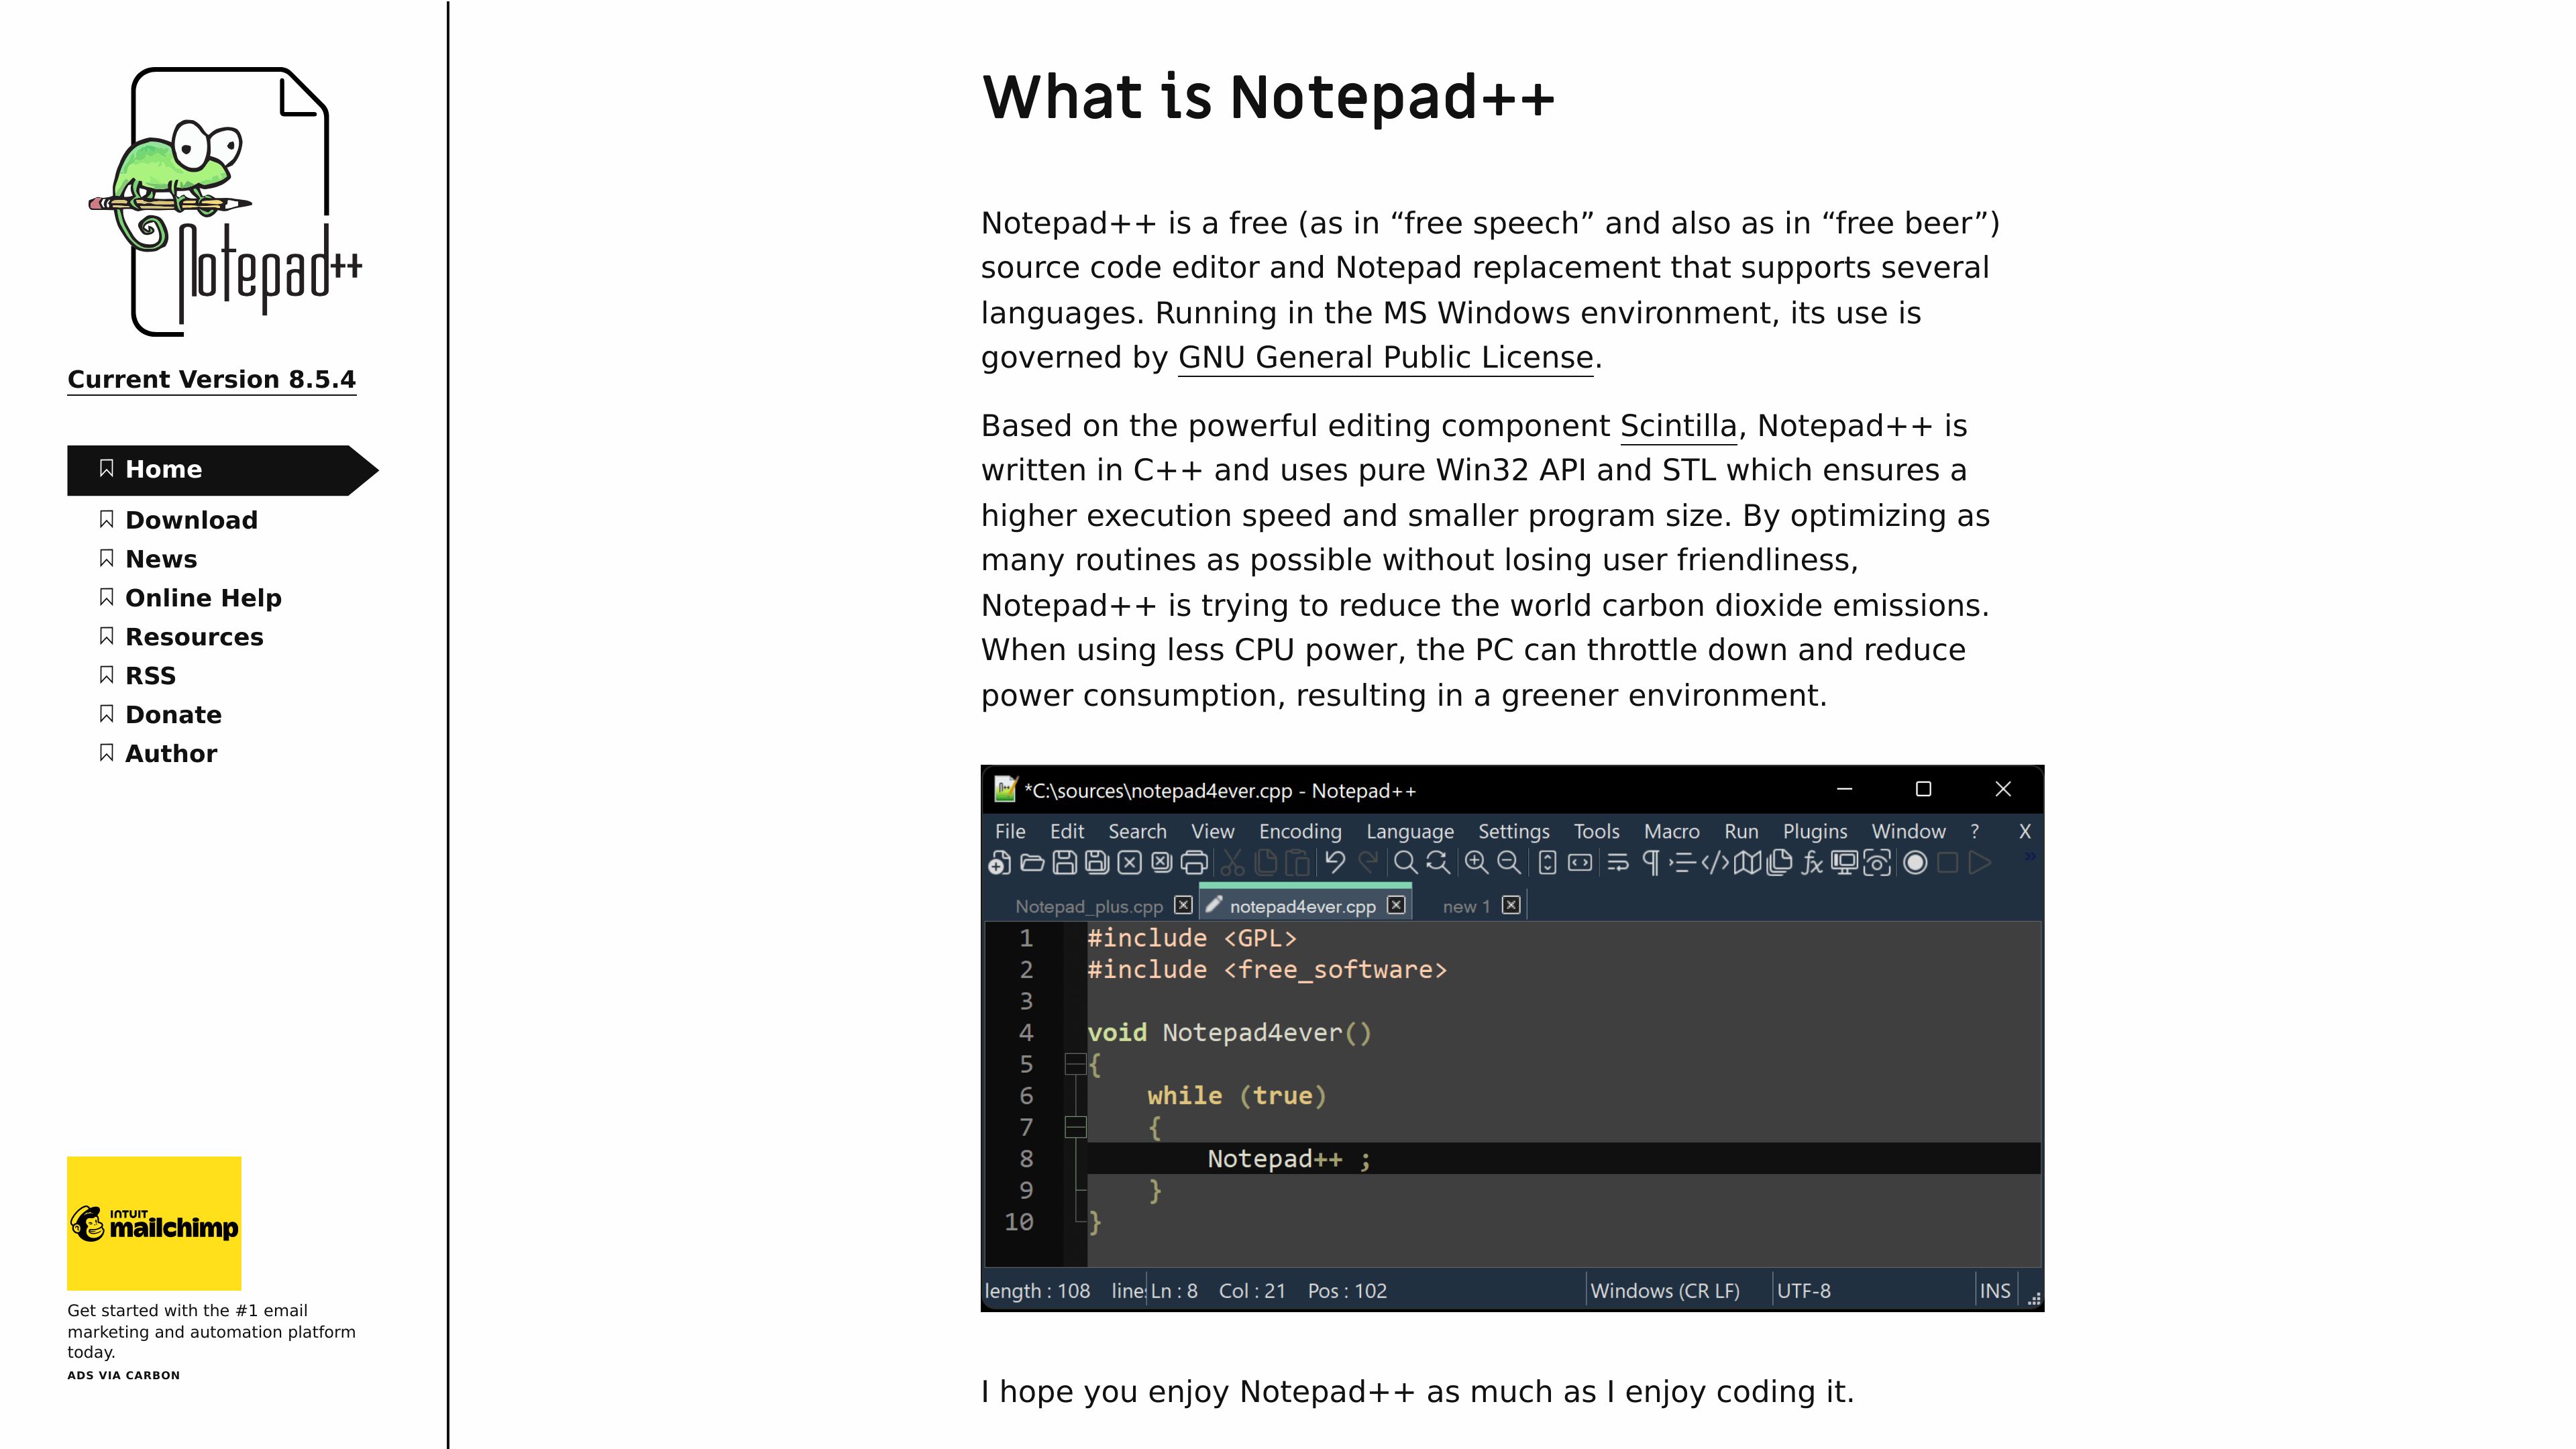 Notepad++
Current Version 8.5.4
Home
Download
News
Online Help
Resources
RSS
Donate
Author
INTUIT
mailchimp
Get started with the #1 email
marketing and automation platform
today.
ADS VIA CARBON
What is Notepad++
Notepad++ is a free (as in “free speech” and also as in “free beer”)
source code editor and Notepad replacement that supports several
languages. Running in the MS Windows environment, its use is
governed by GNU General Public License.
Based on the powerful editing component Scintilla, Notepad++ is
written in C++ and uses pure Win32 API and STL which ensures a
higher execution speed and smaller program size. By optimizing as
many routines as possible without losing user friendliness,
Notepad++ is trying to reduce the world carbon dioxide emissions.
When using less CPU power, the PC can throttle down and reduce
power consumption, resulting in a greener environment.
*C:\sources\notepad4ever.cpp - Notepad++
File Edit Search View Encoding Language Settings Tools Macro Run Plugins Window ? X
Notepad_plus.cpp notepad4ever.cpp new 1
1 #include <GPL>
2 #include <free_software>
3
4 void Notepad4ever()
5 {
6 while (true)
7 {
8 Notepad++ ;
9 }
10 }
length : 108 line: Ln : 8 Col : 21 Pos : 102 Windows (CR LF) UTF-8 INS
I hope you enjoy Notepad++ as much as I enjoy coding it.